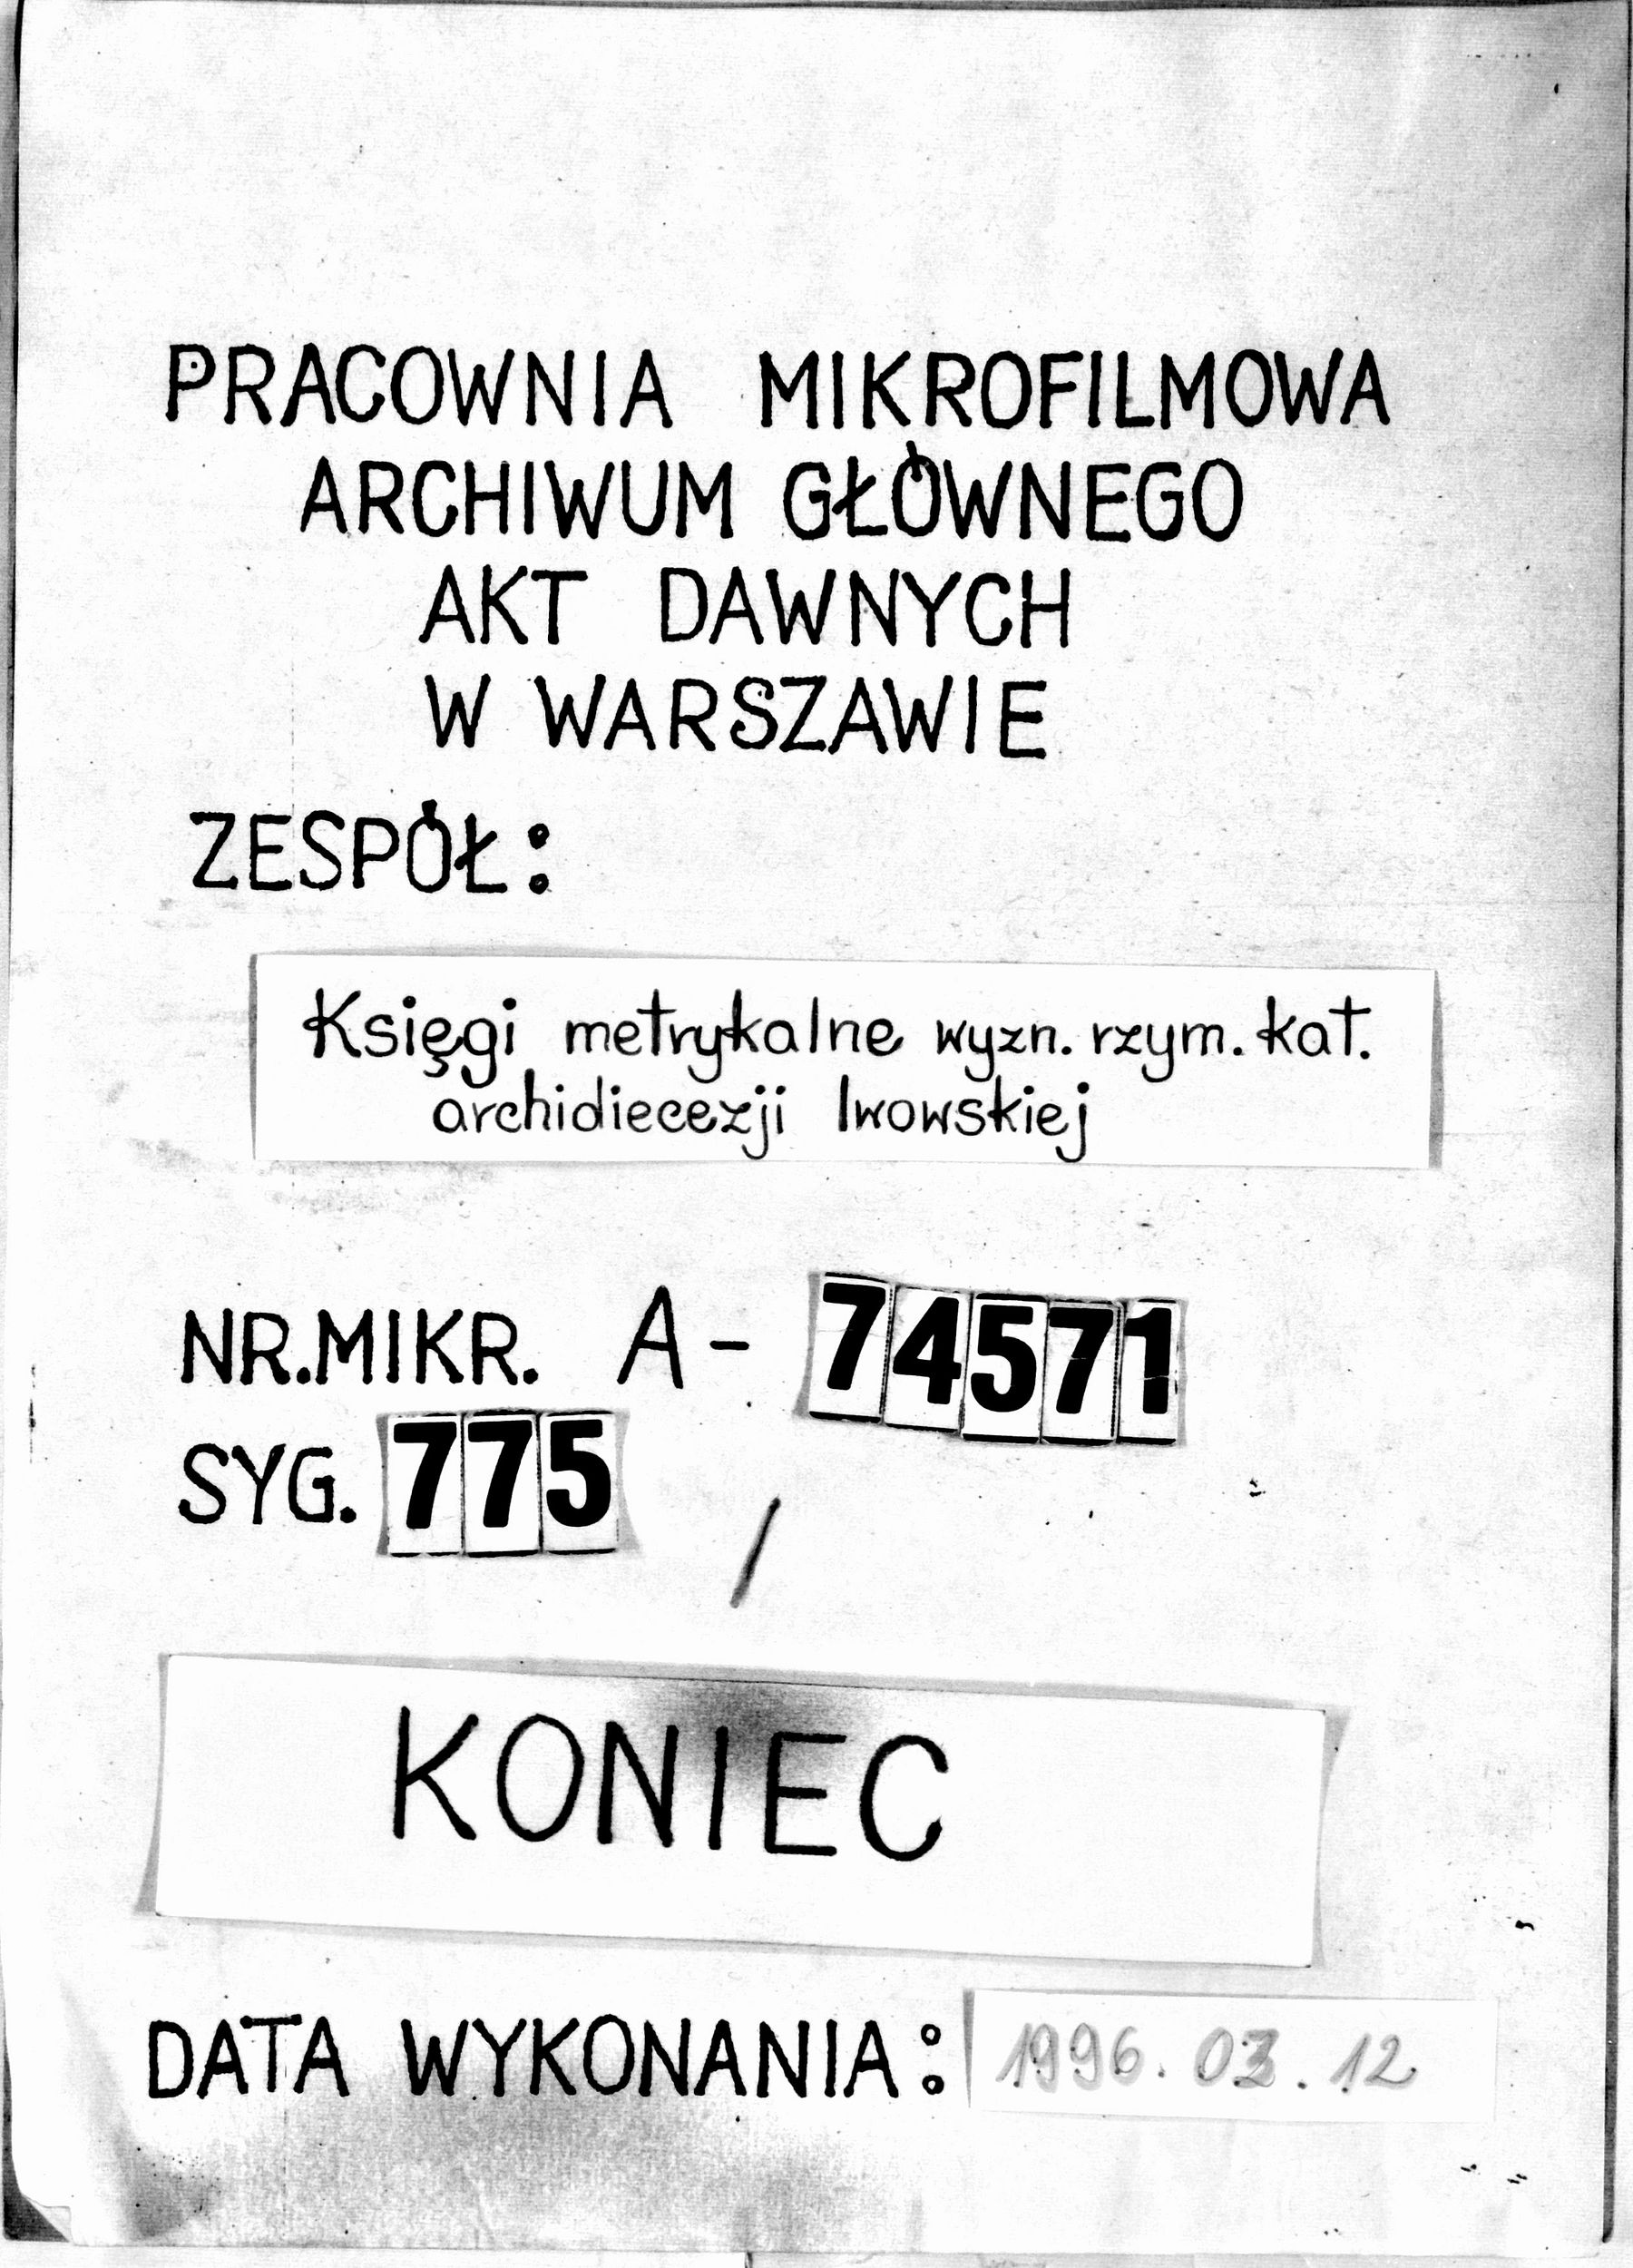 PRACOWNIA MIKROFILMOWA
ARCHIWUM GŁÓWNEGO
AKT DAWNYCH
W WARSZAWIE
ZESPÓŁ:
Księgi metrykalne wyzn. rzym. kat.
archidiecezji lwowskiej
NR.MIKR. A- 74571
SYG. 775 /
KONIEC
DATA WYKONANIA: 1996.03.12